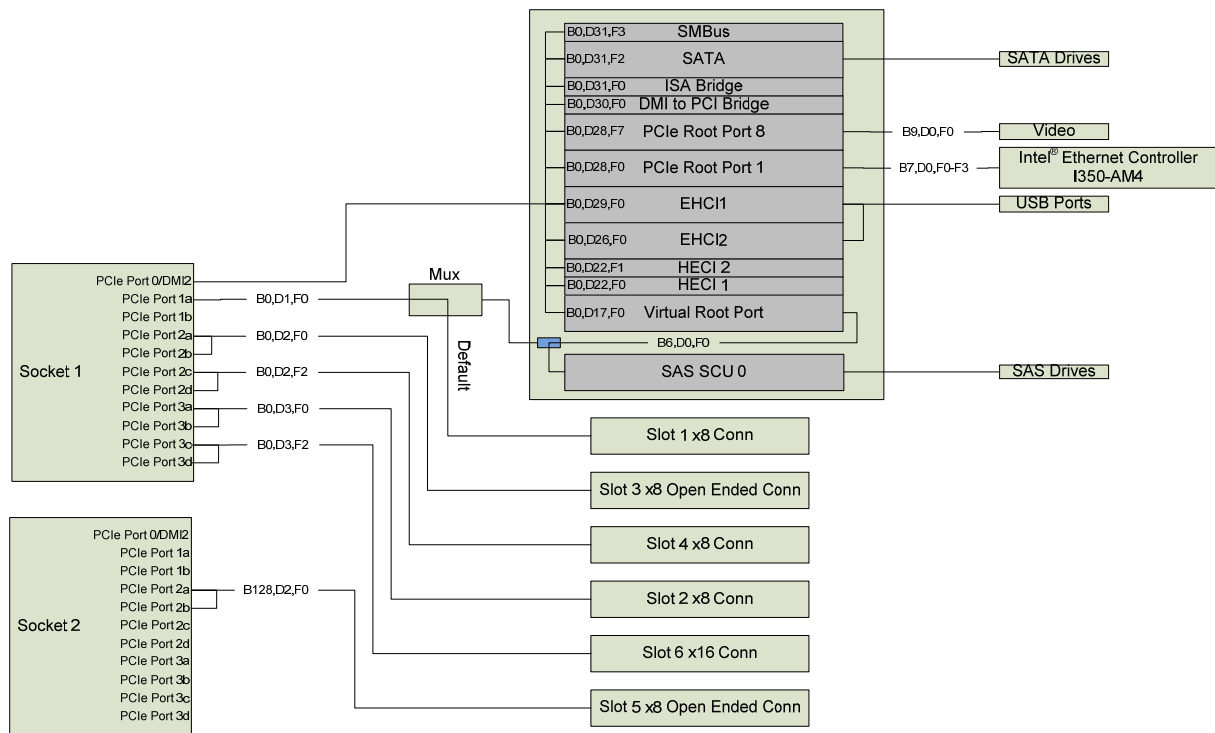 B0,D31,F3 SMBus
B0,D31,F2 SATA
SATA Drives
B0,D31,F0 ISA Bridge
B0,D30,F0 DMI to PCI Bridge
B0,D28,F7 PCIe Root Port 8
B9,D0,F0
Video
B0,D28,F0 PCIe Root Port 1
B7,D0,F0-F3
Intel® Ethernet Controller
I350-AM4
B0,D29,F0 EHCI1
USB Ports
B0,D26,F0 EHCI2
B0,D22,F1 HECI 2
B0,D22,F0 HECI 1
B0,D17,F0 Virtual Root Port
B6,D0,F0
SAS SCU 0
SAS Drives
Mux
Default
Socket 1
PCIe Port 0/DMI2
PCIe Port 1a
B0,D1,F0
PCIe Port 1b
PCIe Port 2a
B0,D2,F0
PCIe Port 2b
PCIe Port 2c
B0,D2,F2
PCIe Port 2d
PCIe Port 3a
B0,D3,F0
PCIe Port 3b
PCIe Port 3c
B0,D3,F2
PCIe Port 3d
Slot 1 x8 Conn
Slot 3 x8 Open Ended Conn
Slot 4 x8 Conn
Slot 2 x8 Conn
Slot 6 x16 Conn
Slot 5 x8 Open Ended Conn
Socket 2
PCIe Port 0/DMI2
PCIe Port 1a
PCIe Port 1b
PCIe Port 2a
B128,D2,F0
PCIe Port 2b
PCIe Port 2c
PCIe Port 2d
PCIe Port 3a
PCIe Port 3b
PCIe Port 3c
PCIe Port 3d